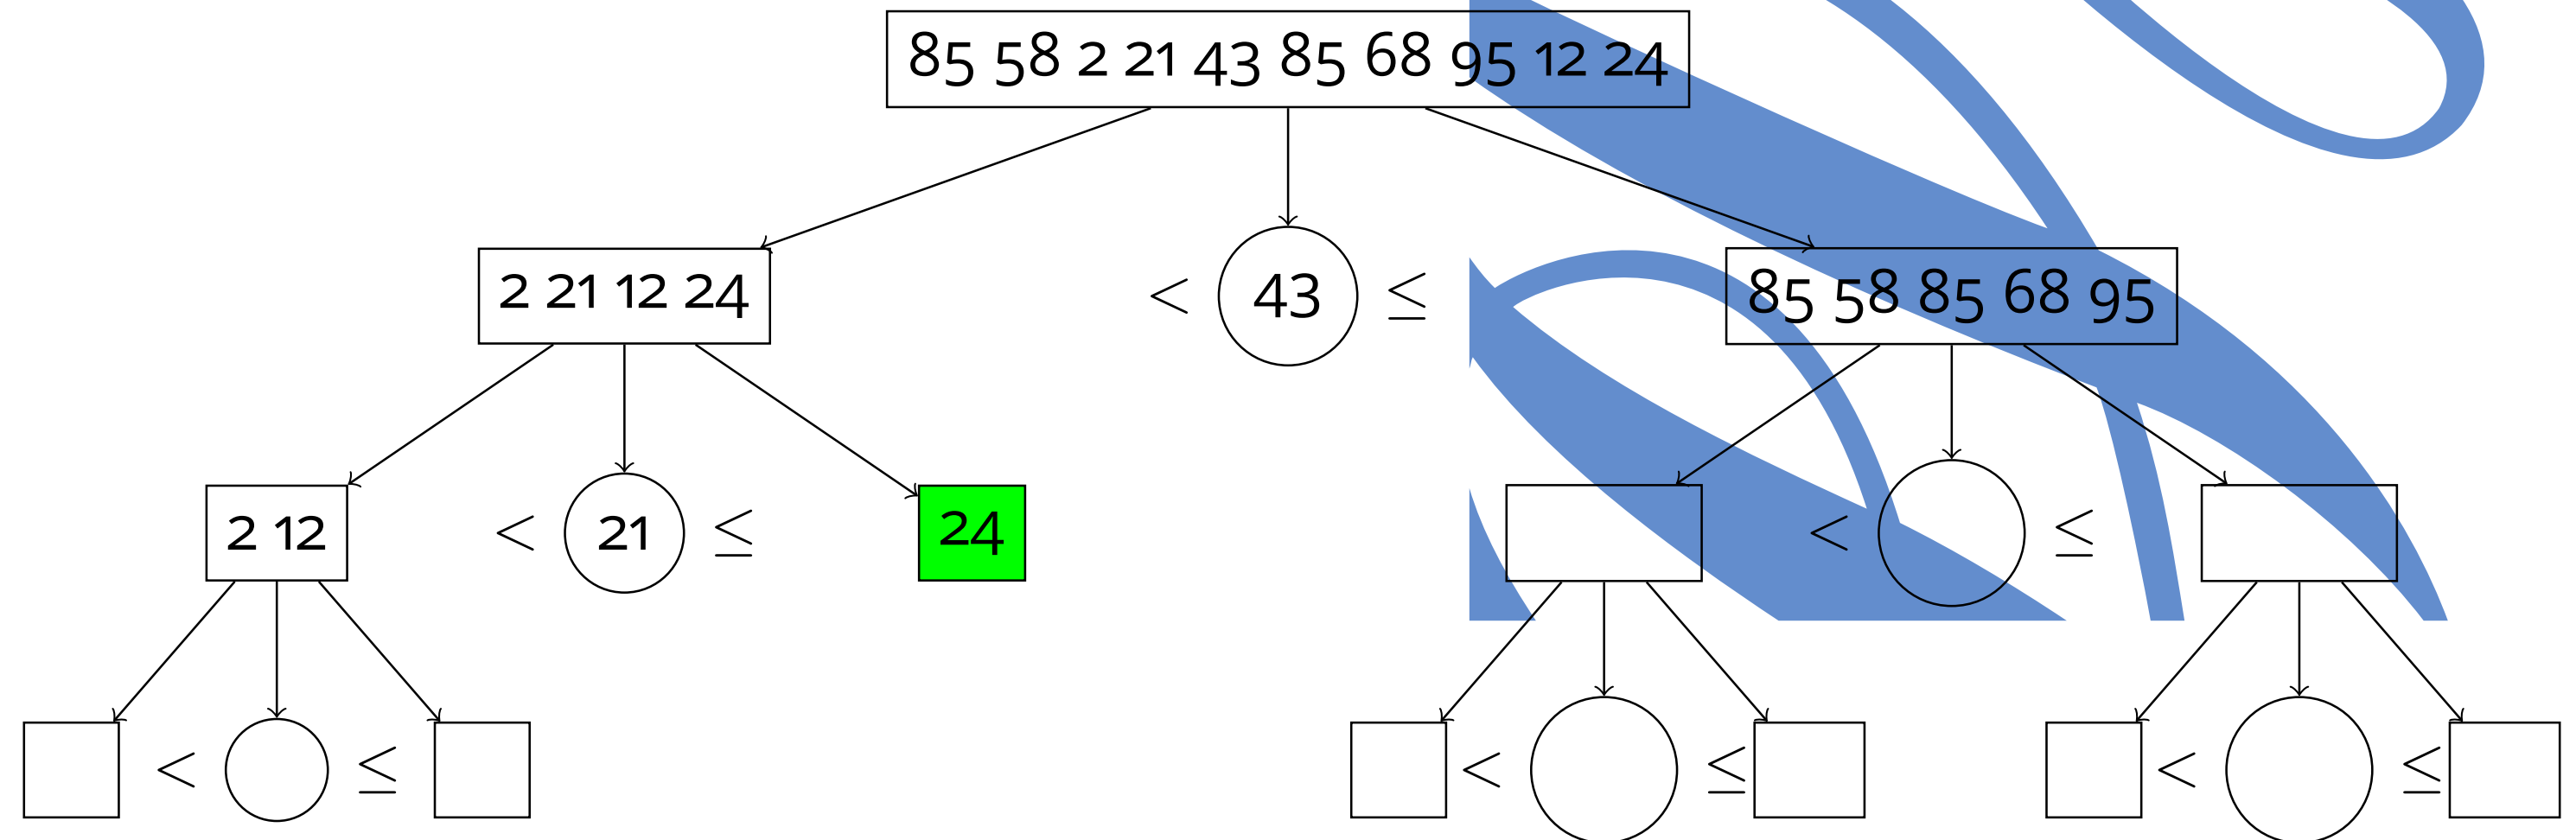 85 58 2 21 43 85 68 95 12 24
2 21 12 24 < 43 ≤ 85 58 85 68 95
2 12 < 21 ≤ 24 < ≤
< ≤ < ≤ < ≤